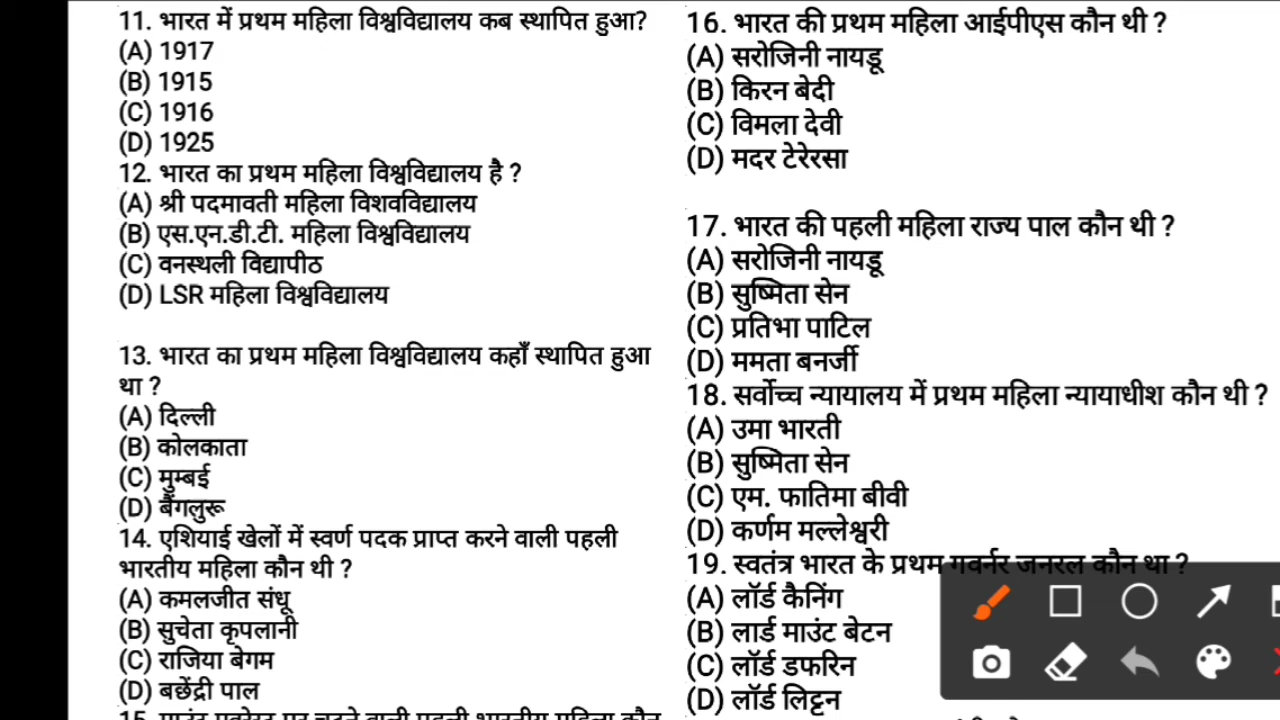 11. भारत में प्रथम महिला विश्वविद्यालय कब स्थापित हुआ?
(A) 1917
(B) 1915
(C) 1916
(D) 1925
12. भारत का प्रथम महिला विश्वविद्यालय है ?
(A) श्री पदमावती महिला विशवविद्यालय
(B) एस.एन.डी.टी. महिला विश्वविद्यालय
(C) वनस्थली विद्यापीठ
(D) LSR महिला विश्वविद्यालय
13. भारत का प्रथम महिला विश्वविद्यालय कहाँ स्थापित हुआ
था ?
(A) दिल्ली
(B) कोलकाता
(C) मुम्बई
(D) बैंगलुरू
14. एशियाई खेलों में स्वर्ण पदक प्राप्त करने वाली पहली
भारतीय महिला कौन थी ?
(A) कमलजीत संधू
(B) सुचेता कृपलानी
(C) राजिया बेगम
(D) बछेंद्री पाल
16. भारत की प्रथम महिला आईपीएस कौन थी ?
(A) सरोजिनी नायडू
(B) किरन बेदी
(C) विमला देवी
(D) मदर टेरेरसा
17. भारत की पहली महिला राज्य पाल कौन थी ?
(A) सरोजिनी नायडू
(B) सुष्मिता सेन
(C) प्रतिभा पाटिल
(D) ममता बनर्जी
18. सर्वोच्च न्यायालय में प्रथम महिला न्यायाधीश कौन थी ?
(A) उमा भारती
(B) सुष्मिता सेन
(C) एम. फातिमा बीवी
(D) कर्णम मल्लेश्वरी
19. स्वतंत्र भारत के प्रथम गवर्नर जनरल कौन था ?
(A) लॉर्ड कैनिंग
(B) लार्ड माउंट बेटन
(C) लॉर्ड डफरिन
(D) लॉर्ड लिट्टन